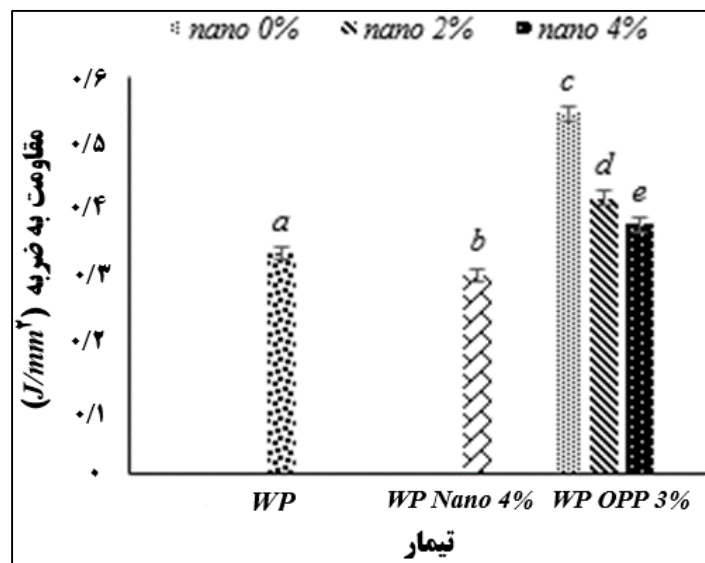 nano 0% nano 2% nano 4%
مقاومت به ضربه (J/mm²)
۰/۶
۰/۵
۰/۴
۰/۳
۰/۲
۰/۱
۰
a
b
c
d
e
WP WP Nano 4% WP OPP 3%
تیمار